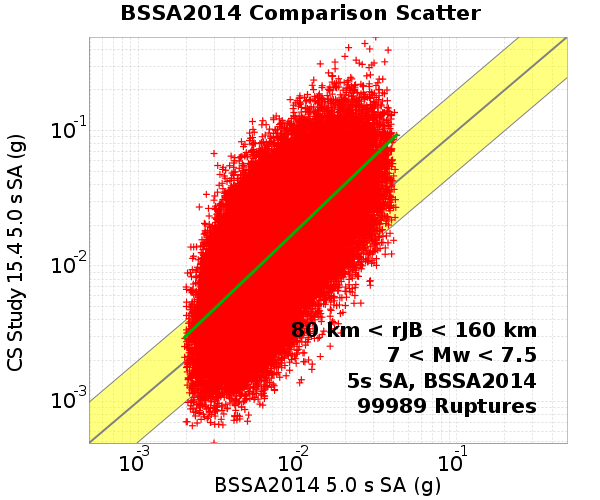 BSSA2014 Comparison Scatter
CS Study 15.4 5.0 s SA (g)
10-1
10-2
10-3
80 km < rJB < 160 km
7 < Mw < 7.5
5s SA, BSSA2014
99989 Ruptures
10-3 10-2 10-1
BSSA2014 5.0 s SA (g)